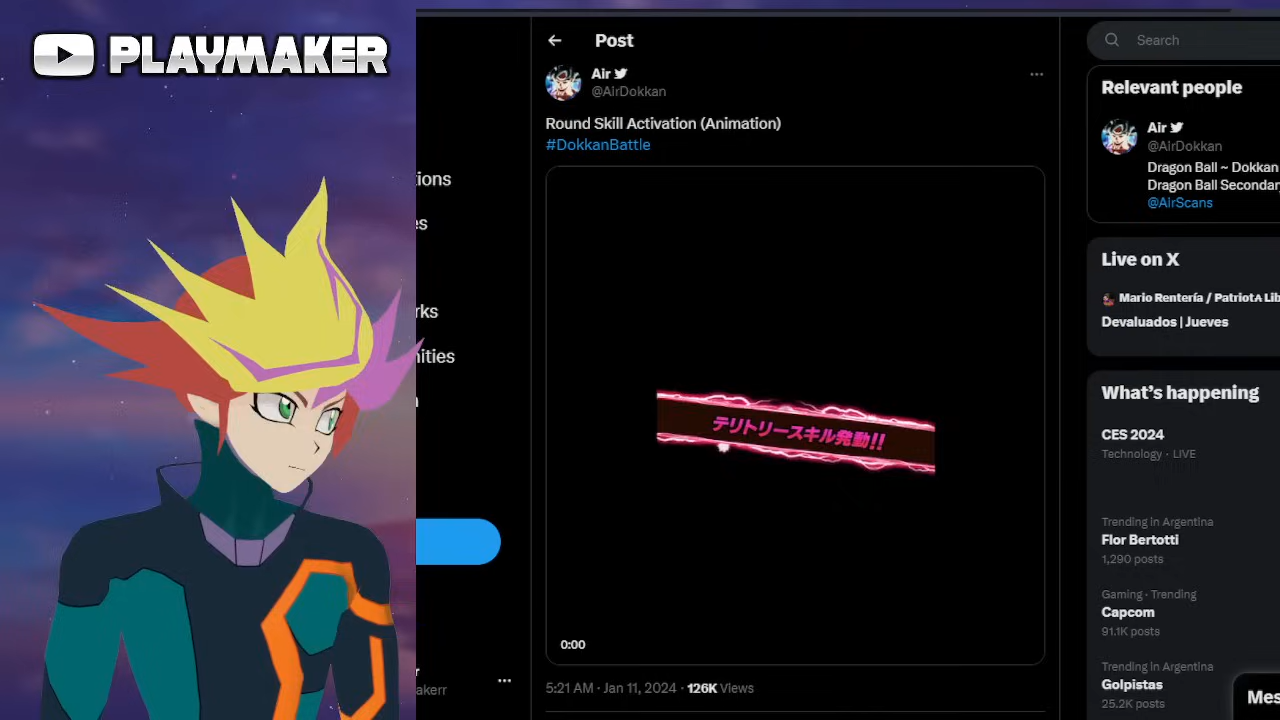 PLAYMAKER
Post
Search
Air
@AirDokkan
Round Skill Activation (Animation)
#DokkanBattle
テリトリースキル発動!!
0:00
5:21 AM · Jan 11, 2024 · 126K Views
ions
es
rks
nities
r
akerr
Relevant people
Air
@AirDokkan
Dragon Ball ~ Dokkan
Dragon Ball Secondar
@AirScans
Live on X
Mario Rentería / Patriota Lib
Devaluados | Jueves
What's happening
CES 2024
Technology · LIVE
Trending in Argentina
Flor Bertotti
1,290 posts
Gaming · Trending
Capcom
91.1K posts
Trending in Argentina
Golpistas
25.2K posts
Mes